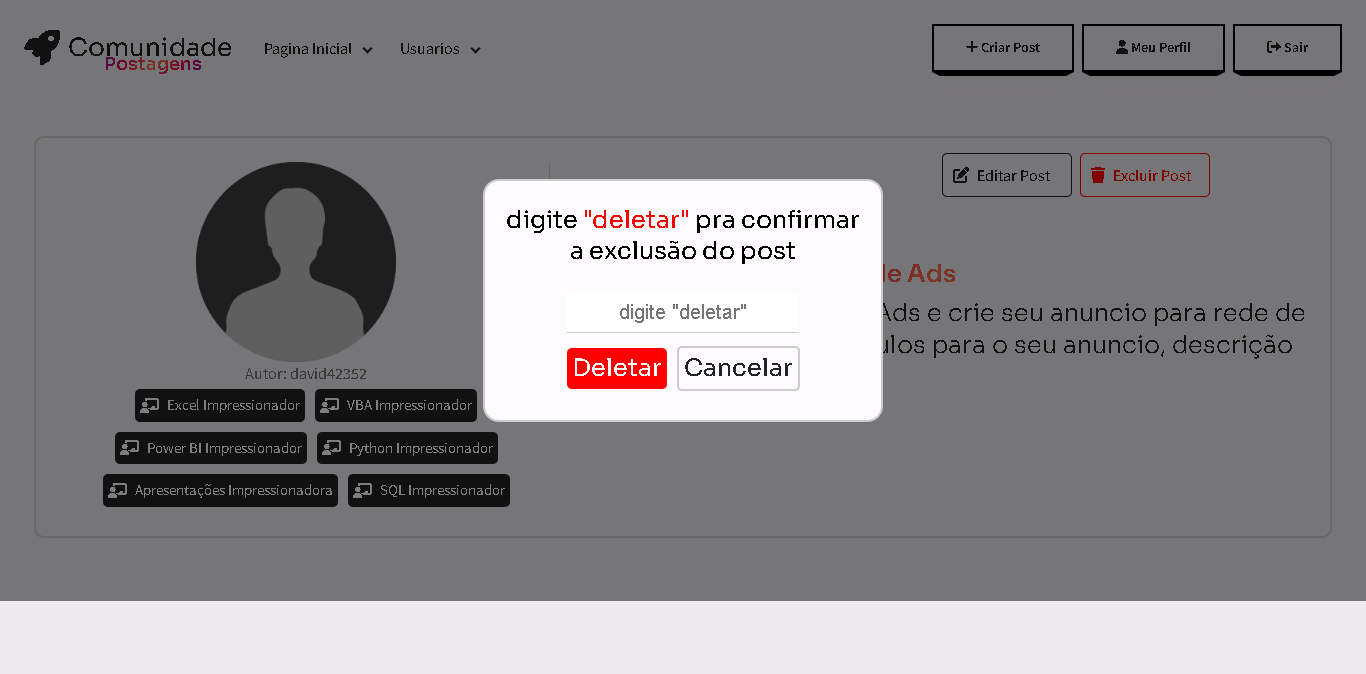 Comunidade
Postagens
Pagina Inicial
Usuarios
Criar Post
Meu Perfil
Sair
Editar Post
Excluir Post
digite "deletar" pra confirmar
a exclusão do post
digite "deletar"
Deletar
Cancelar
Ads
Ads e crie seu anuncio para rede de
para o seu anuncio, descrição
Autor: david42352
Excel Impressionador
VBA Impressionador
Power BI Impressionador
Python Impressionador
Apresentações Impressionadora
SQL Impressionador